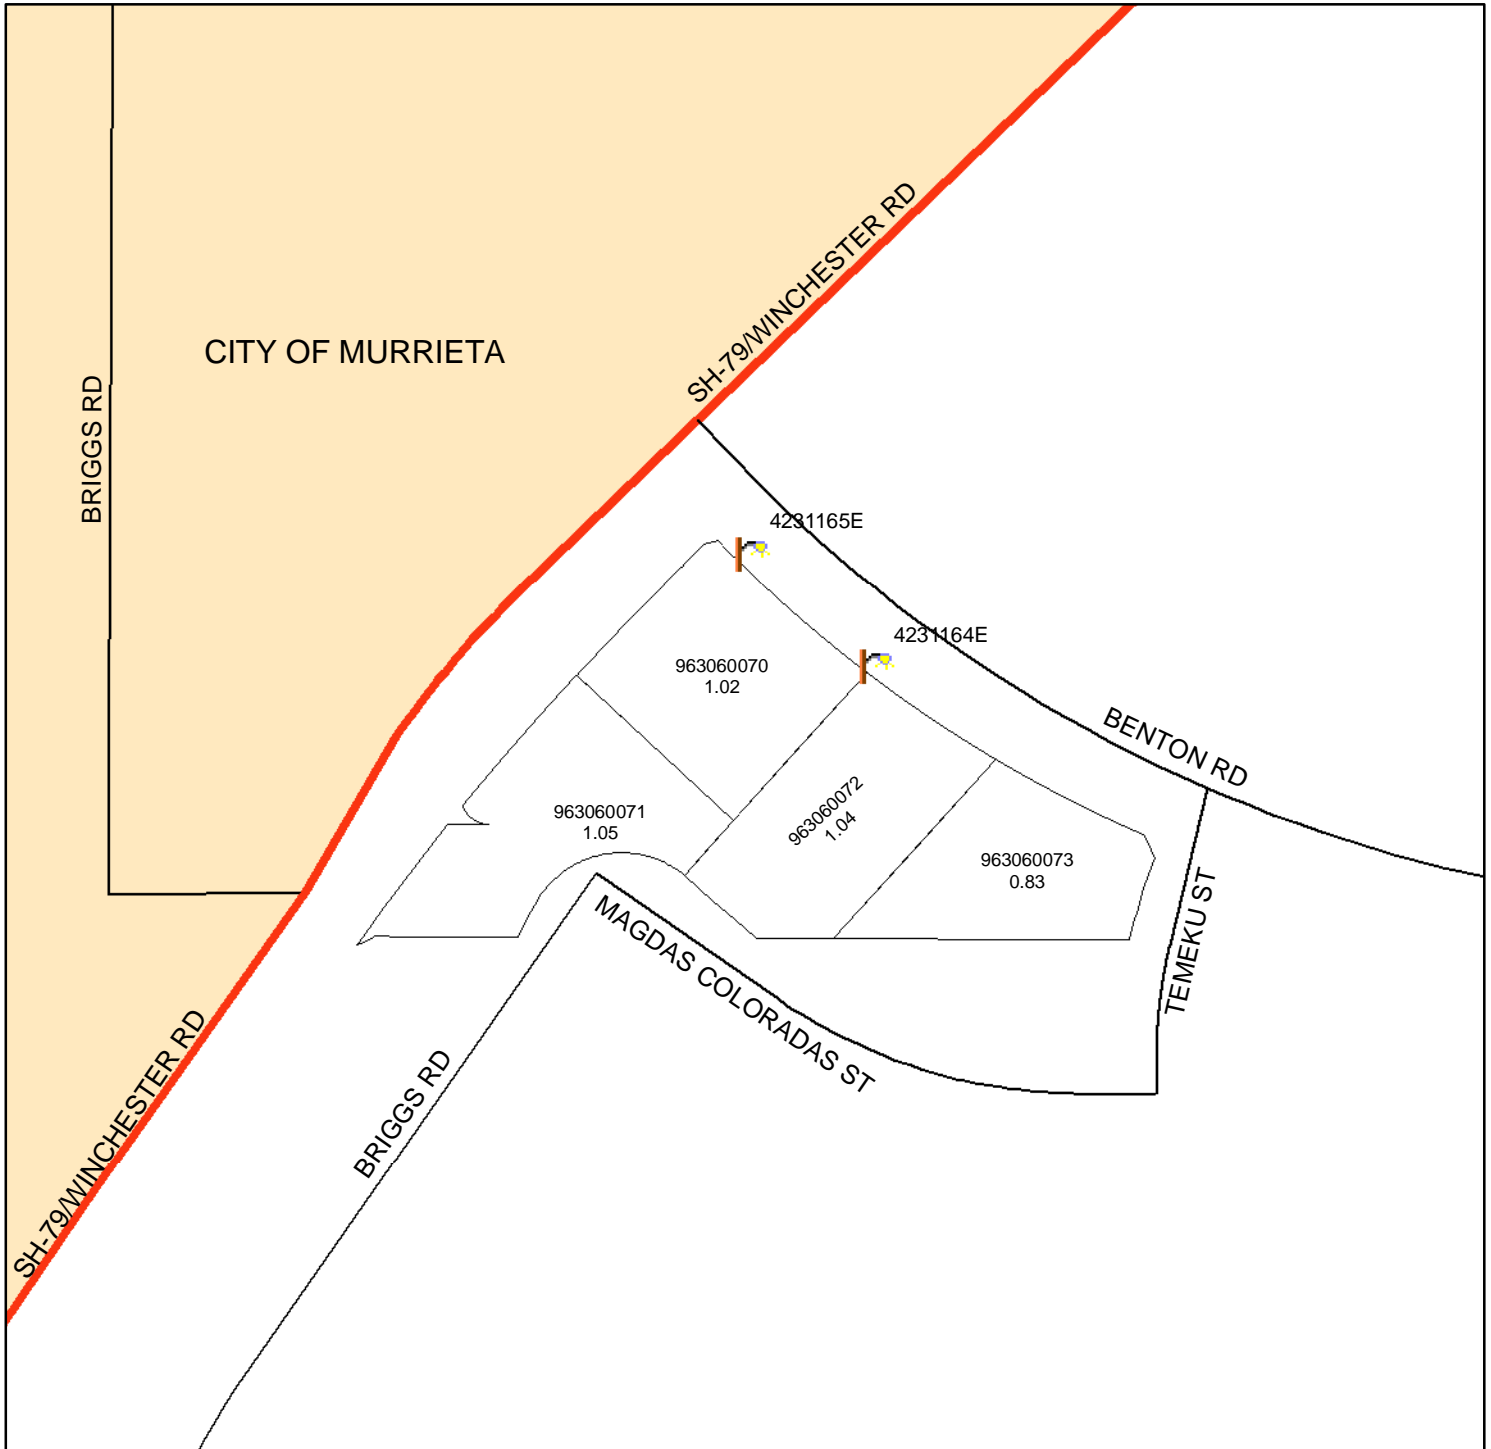 SH-79/WINCHESTER RD
CITY OF MURRIETA
BRIGGS RD
4231165E
4231164E
963060070
1.02
BENTON RD
963060072
1.04
963060071
1.05
963060073
0.83
TEMEKU ST
MAGDAS COLORADAS ST
SH-79/WINCHESTER RD
BRIGGS RD